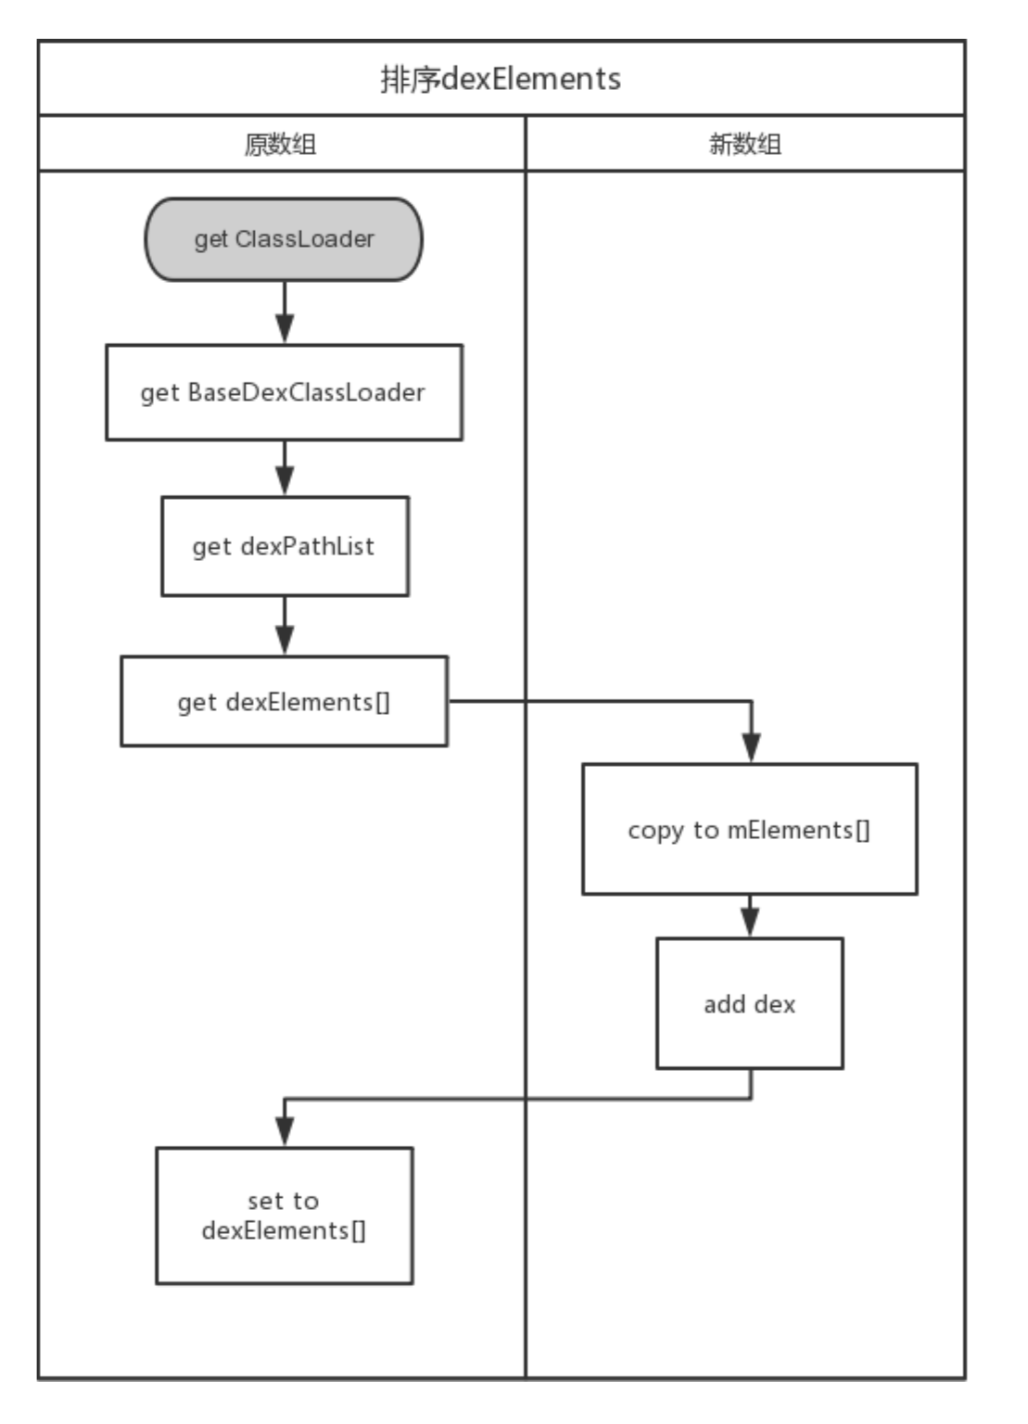 排序dexElements
原数组
新数组
get ClassLoader
get BaseDexClassLoader
get dexPathList
get dexElements[]
copy to mElements[]
add dex
set to
dexElements[]